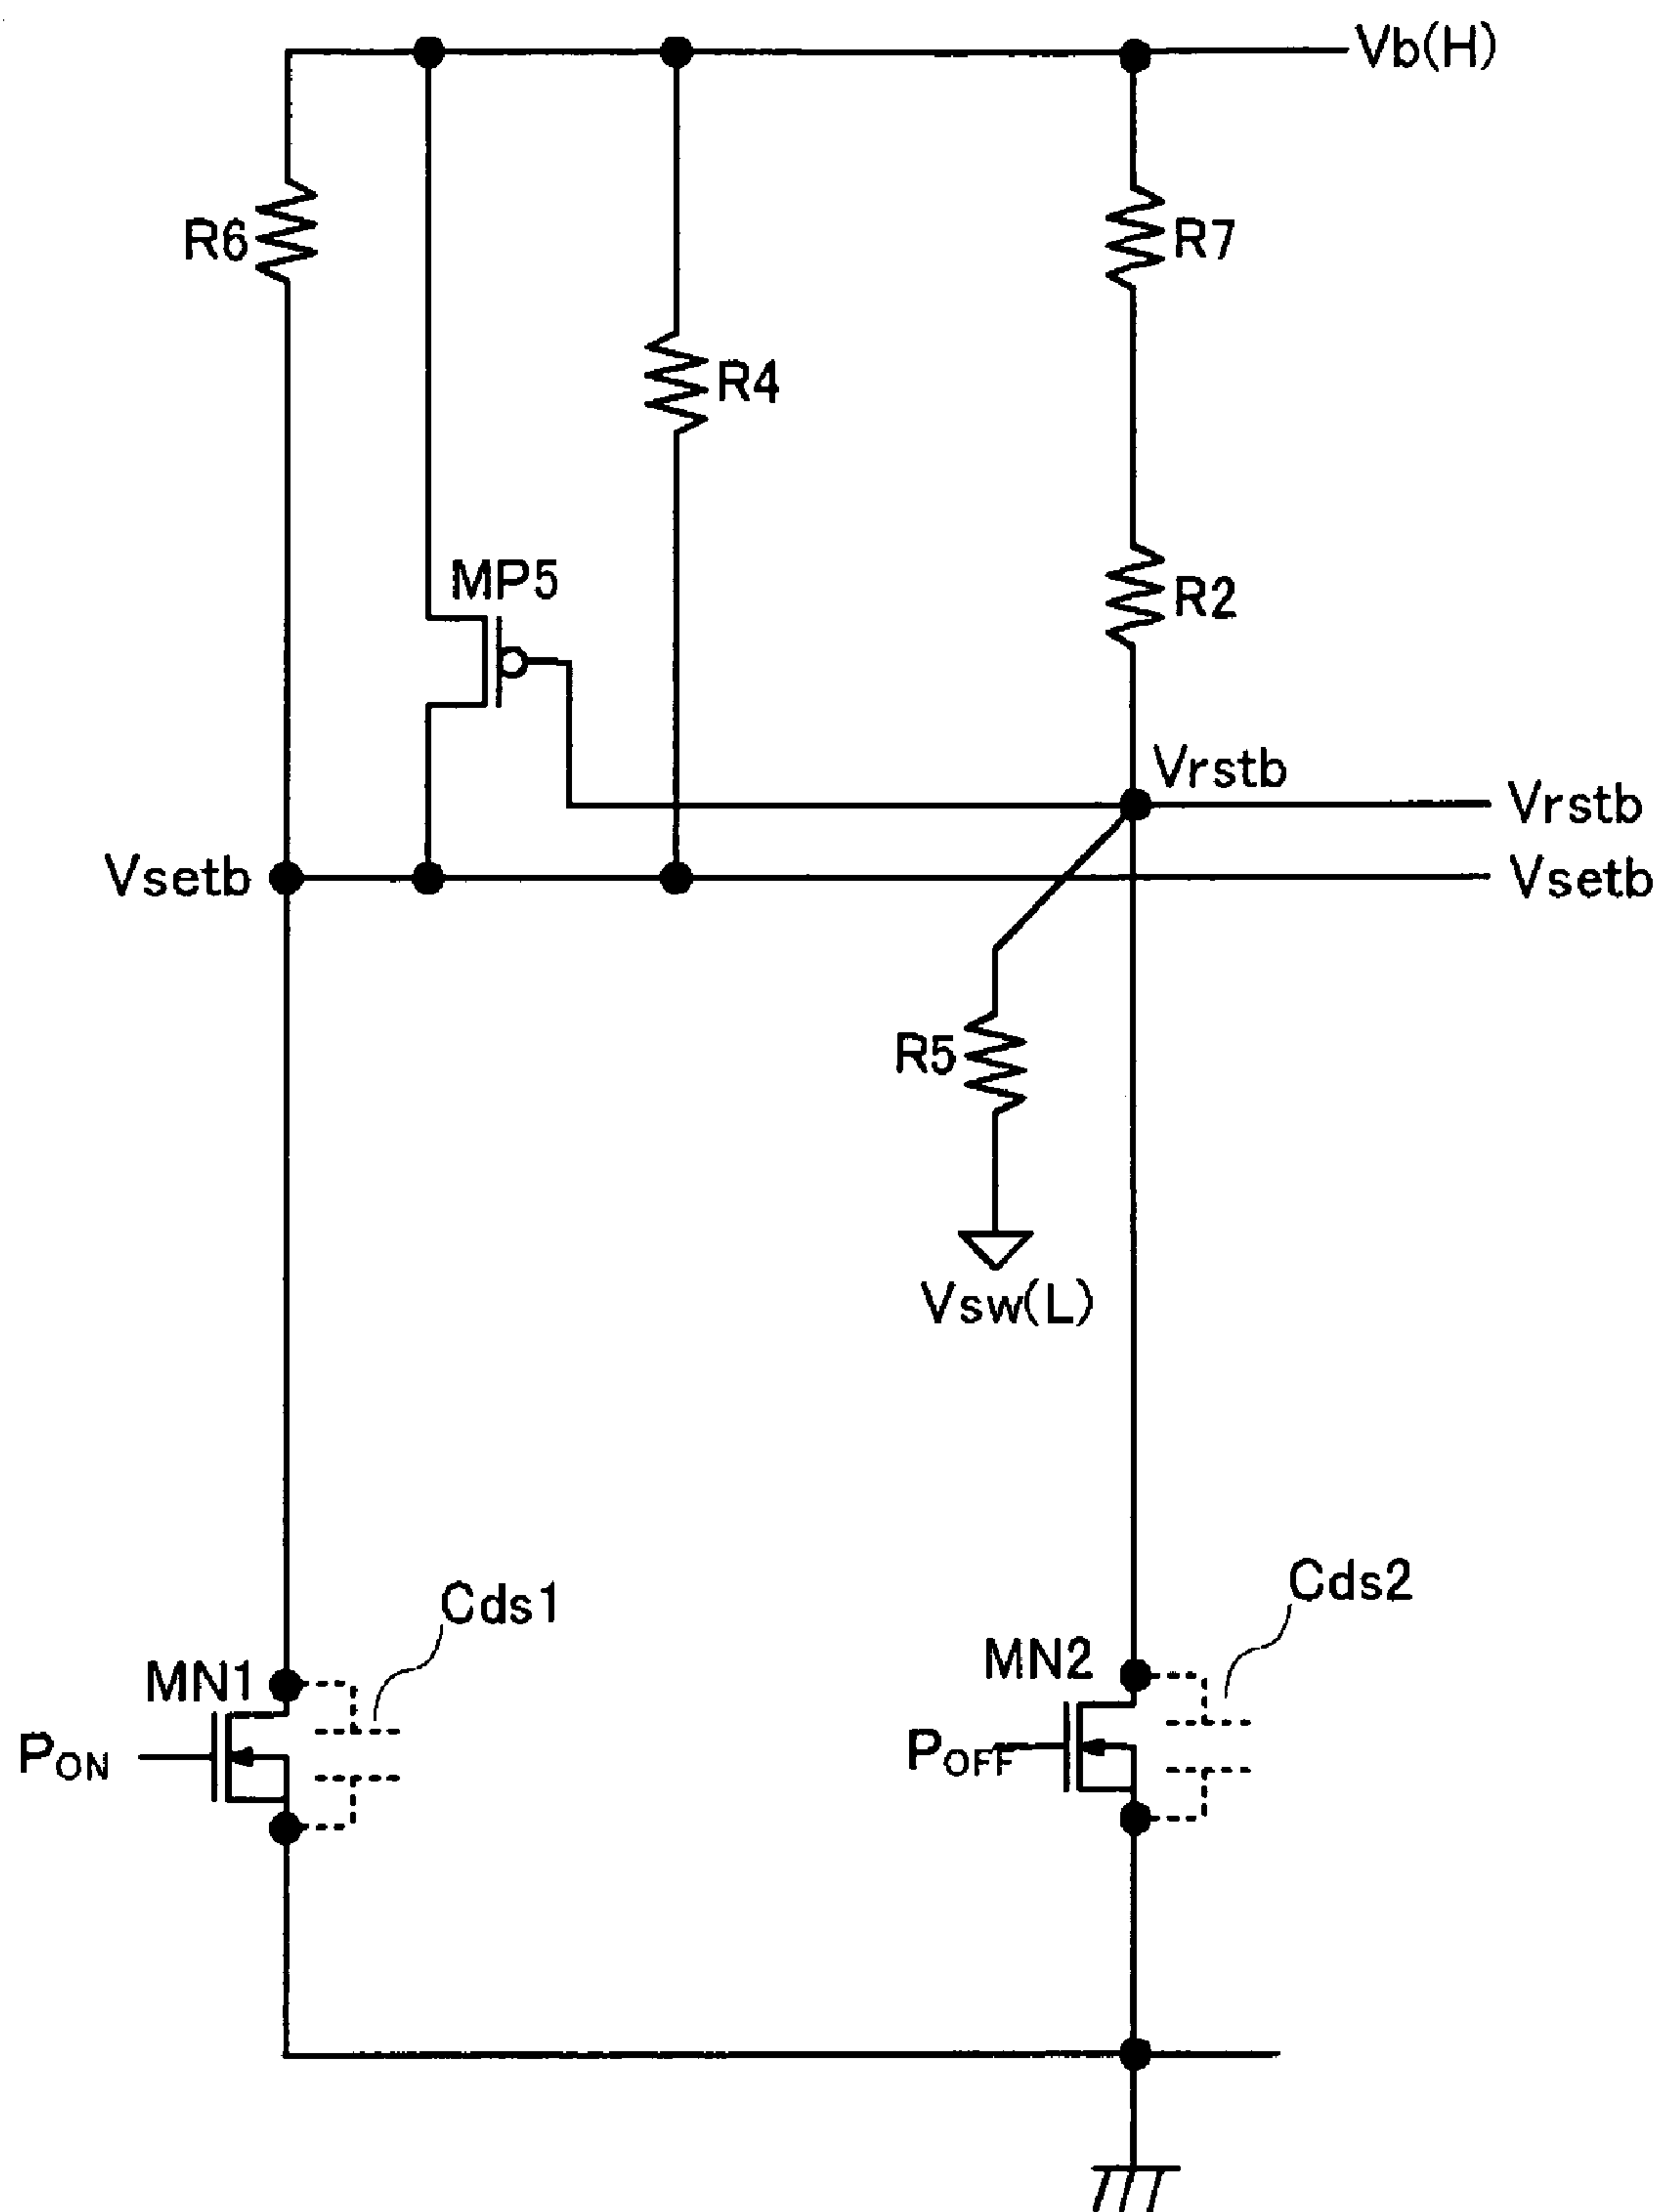 Vb(H)
R6
R7
R4
MP5
R2
Vrstb
Vrstb
Vsetb
Vsetb
R5
Vsw(L)
Cds1
Cds2
MN1
MN2
PON
POFF